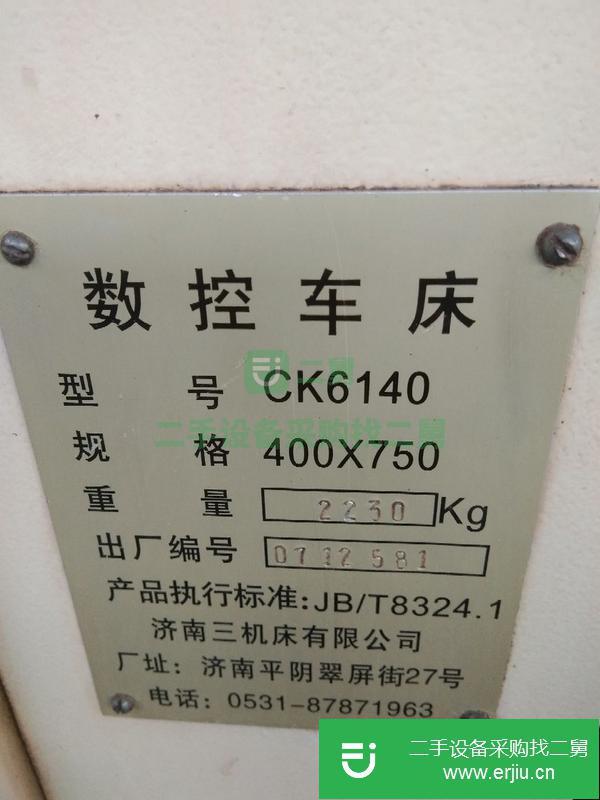 数控车床
型号 CK6140
二舅
二手设备采购找二舅
规格 400X750
重量 2230 Kg
出厂编号 0712581
产品执行标准:JB/T8324.1
济南三机床有限公司
厂址:济南平阴翠屏街27号
电话:0531-87871963
二手设备采购找二舅
www.erjiu.cn